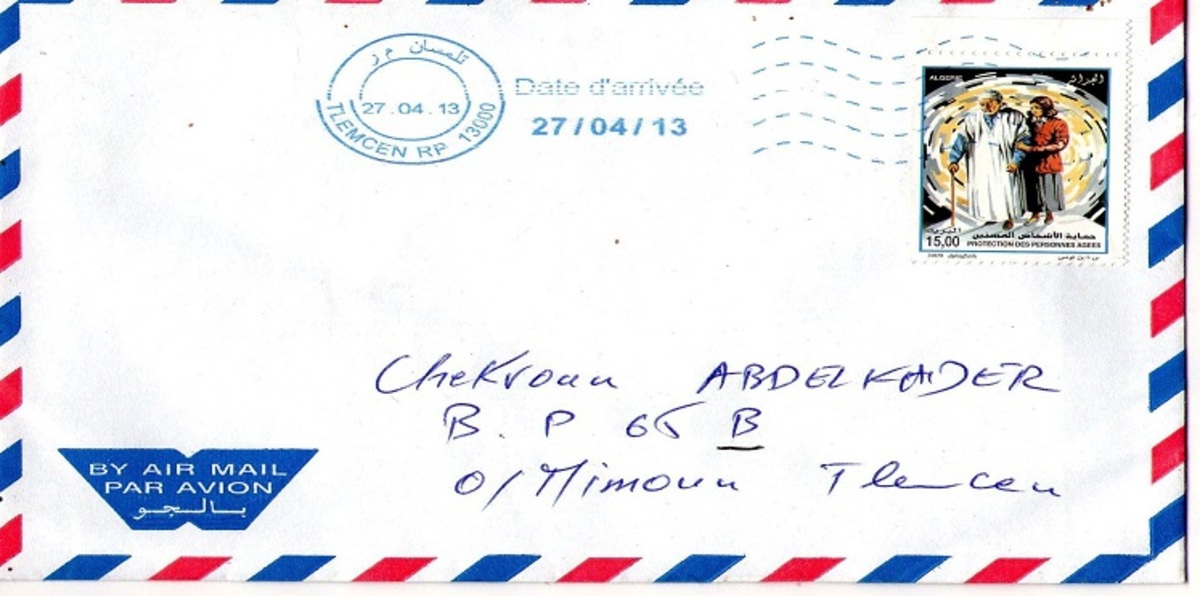 تلمسان م ز
27.04.13
TLEMCEN RP 13000
Date d'arrivée
27/04/13
ALGERIE الجزائر
البريد
15,00
حماية الأشخاص المسنين
PROTECTION DES PERSONNES AGEES
Chekroun ABDELKADER
B. P 65 B
O/Mimoun Tlemcen
BY AIR MAIL
PAR AVION
بالجو